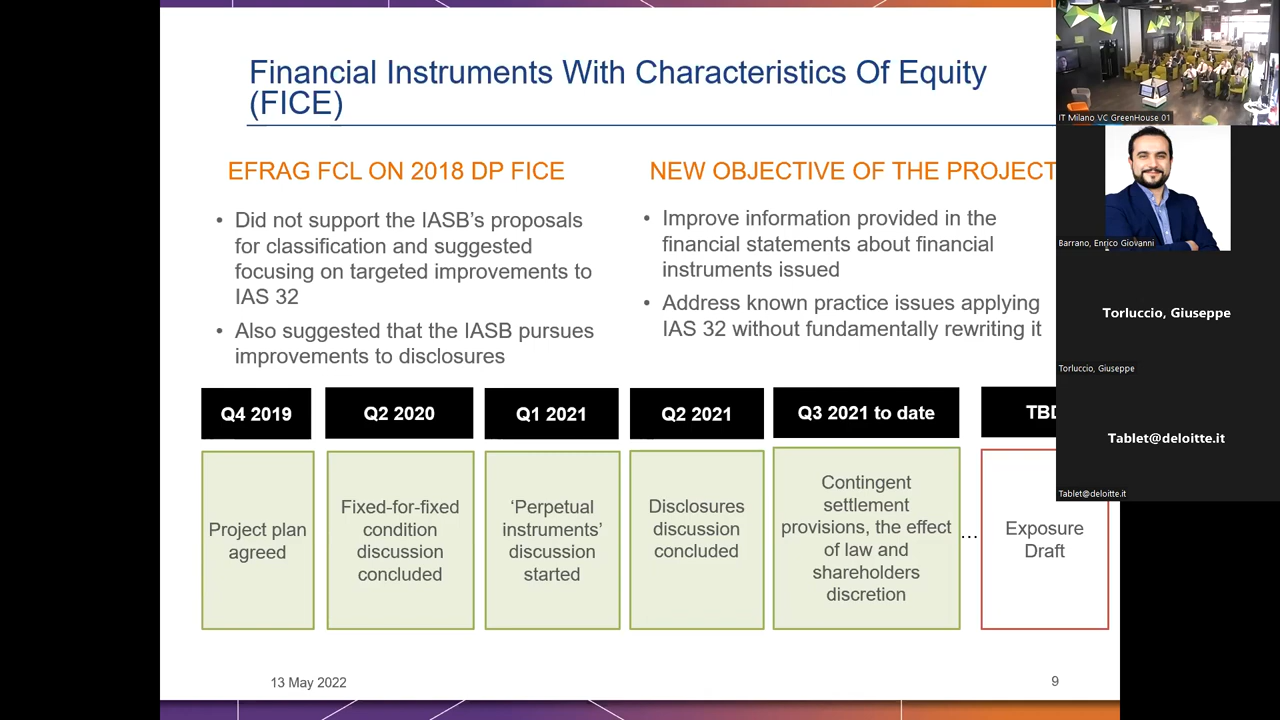 Financial Instruments With Characteristics Of Equity
(FICE)
EFRAG FCL ON 2018 DP FICE
• Did not support the IASB’s proposals
for classification and suggested
focusing on targeted improvements to
IAS 32
• Also suggested that the IASB pursues
improvements to disclosures
NEW OBJECTIVE OF THE PROJECT
• Improve information provided in the
financial statements about financial
instruments issued
• Address known practice issues applying
IAS 32 without fundamentally rewriting it
Q4 2019
Q2 2020
Q1 2021
Q2 2021
Q3 2021 to date
Project plan
agreed
Fixed-for-fixed
condition
discussion
concluded
‘Perpetual
instruments’
discussion
started
Disclosures
discussion
concluded
Contingent
settlement
provisions, the effect
of law and
shareholders
discretion
...
Exposure
Draft
13 May 2022
9
IT Milano VC GreenHouse 01
Barrano, Enrico Giovanni
Torluccio, Giuseppe
Torluccio, Giuseppe
Tablet@deloitte.it
Tablet@deloitte.it